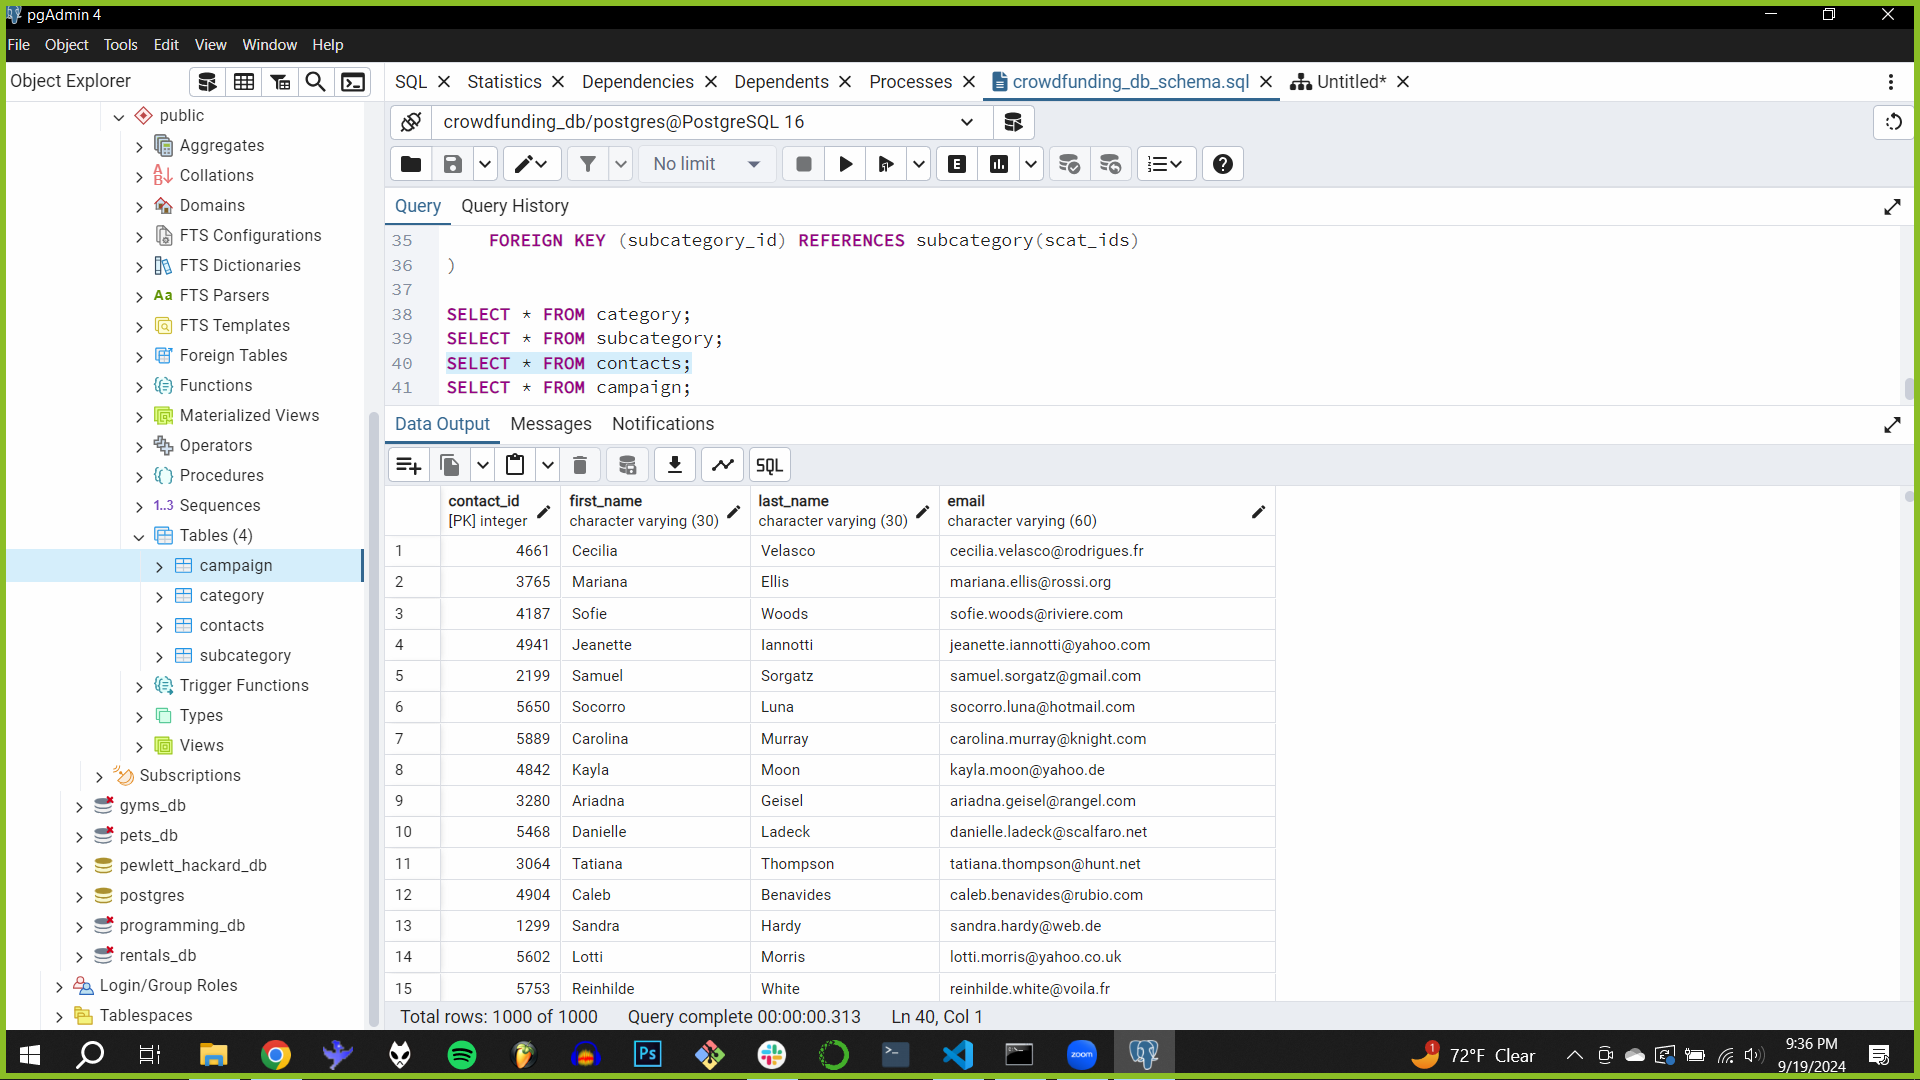 pgAdmin 4
File Object Tools Edit View Window Help
Object Explorer
SQL Statistics Dependencies Dependents Processes crowdfunding_db_schema.sql Untitled*
public
Aggregates
Collations
Domains
FTS Configurations
FTS Dictionaries
Aa FTS Parsers
FTS Templates
Foreign Tables
Functions
Materialized Views
Operators
Procedures
1..3 Sequences
Tables (4)
campaign
category
contacts
subcategory
Trigger Functions
Types
Views
Subscriptions
gyms_db
pets_db
pewlett_hackard_db
postgres
programming_db
rentals_db
Login/Group Roles
Tablespaces
crowdfunding_db/postgres@PostgreSQL 16
No limit E
Query Query History
35 FOREIGN KEY (subcategory_id) REFERENCES subcategory(scat_ids)
36 )
37
38 SELECT * FROM category;
39 SELECT * FROM subcategory;
40 SELECT * FROM contacts;
41 SELECT * FROM campaign;
Data Output Messages Notifications
SQL
contact_id first_name last_name email
[PK] integer character varying (30) character varying (30) character varying (60)
1 4661 Cecilia Velasco cecilia.velasco@rodrigues.fr
2 3765 Mariana Ellis mariana.ellis@rossi.org
3 4187 Sofie Woods sofie.woods@riviere.com
4 4941 Jeanette Iannotti jeanette.iannotti@yahoo.com
5 2199 Samuel Sorgatz samuel.sorgatz@gmail.com
6 5650 Socorro Luna socorro.luna@hotmail.com
7 5889 Carolina Murray carolina.murray@knight.com
8 4842 Kayla Moon kayla.moon@yahoo.de
9 3280 Ariadna Geisel ariadna.geisel@rangel.com
10 5468 Danielle Ladeck danielle.ladeck@scalfaro.net
11 3064 Tatiana Thompson tatiana.thompson@hunt.net
12 4904 Caleb Benavides caleb.benavides@rubio.com
13 1299 Sandra Hardy sandra.hardy@web.de
14 5602 Lotti Morris lotti.morris@yahoo.co.uk
15 5753 Reinhilde White reinhilde.white@voila.fr
Total rows: 1000 of 1000 Query complete 00:00:00.313 Ln 40, Col 1
Ps zoom 1 72°F Clear 9:36 PM
9/19/2024